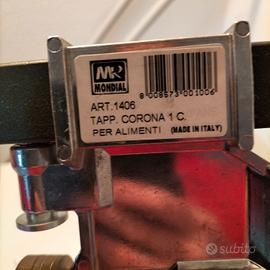 MR
MONDIAL
8 008573 001006
ART.1406
TAPP. CORONA 1 C.
PER ALIMENTI (MADE IN ITALY)
subito